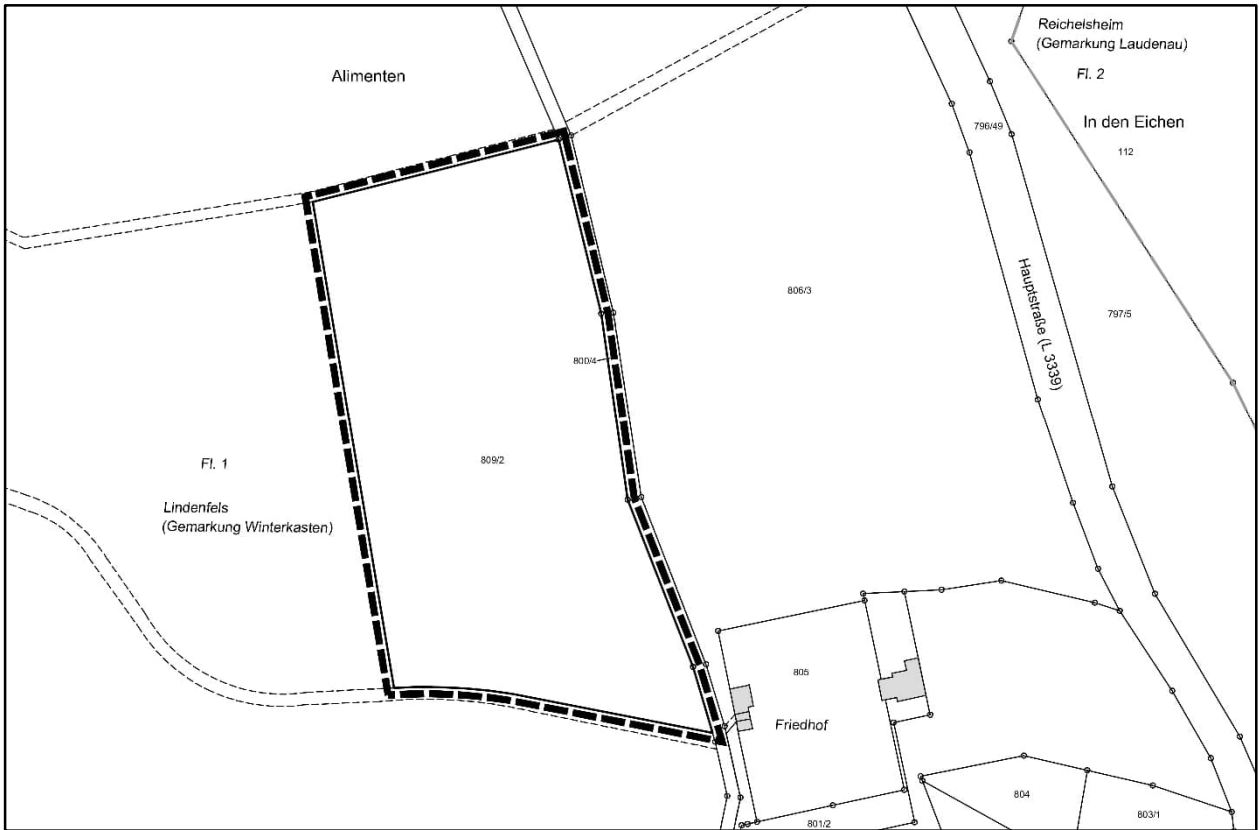 Reichelsheim
(Gemarkung Laudenau)
Fl. 2
Alimenten
In den Eichen
796/49
112
806/3
Hauptstraße (L 3339)
797/5
800/4
809/2
Fl. 1
Lindenfels
(Gemarkung Winterkasten)
805
Friedhof
804
803/1
801/2